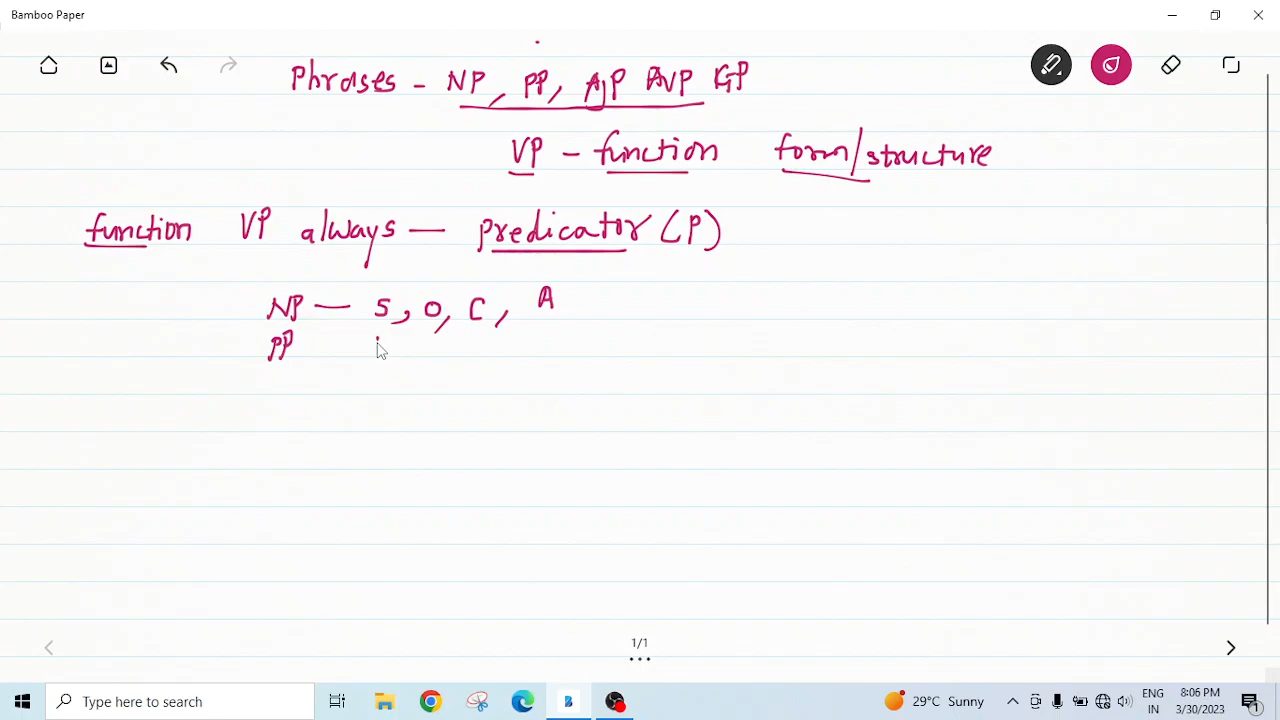 Bamboo Paper
Phrases - NP, PP, AjP AVP GP
VP - function form/structure
function VP always — predicator (P)
NP — S, O, C, A
PP
1/1
Type here to search
29°C Sunny
ENG
IN
8:06 PM
3/30/2023